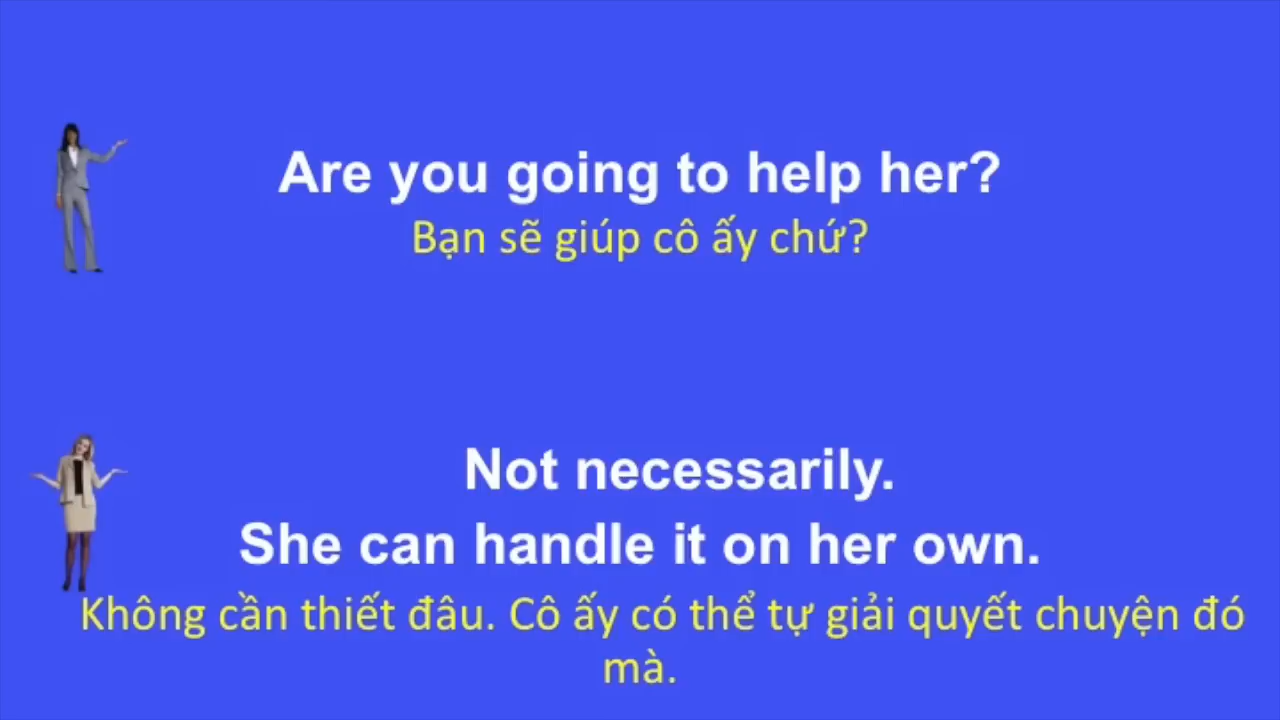 Are you going to help her?
Bạn sẽ giúp cô ấy chứ?
Not necessarily.
She can handle it on her own.
Không cần thiết đâu. Cô ấy có thể tự giải quyết chuyện đó
mà.